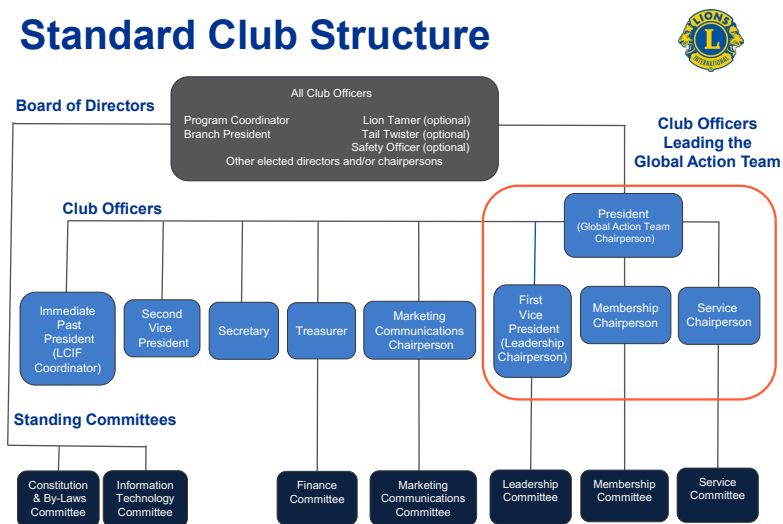 Standard Club Structure
LIONS
L
INTERNATIONAL
Board of Directors
All Club Officers
Program Coordinator
Branch President
Lion Tamer (optional)
Tail Twister (optional)
Safety Officer (optional)
Other elected directors and/or chairpersons
Club Officers
Leading the
Global Action Team
Club Officers
President
(Global Action Team
Chairperson)
Immediate
Past
President
(LCIF
Coordinator)
Second
Vice
President
Secretary
Treasurer
Marketing
Communications
Chairperson
First
Vice
President
(Leadership
Chairperson)
Membership
Chairperson
Service
Chairperson
Standing Committees
Constitution
& By-Laws
Committee
Information
Technology
Committee
Finance
Committee
Marketing
Communications
Committee
Leadership
Committee
Membership
Committee
Service
Committee